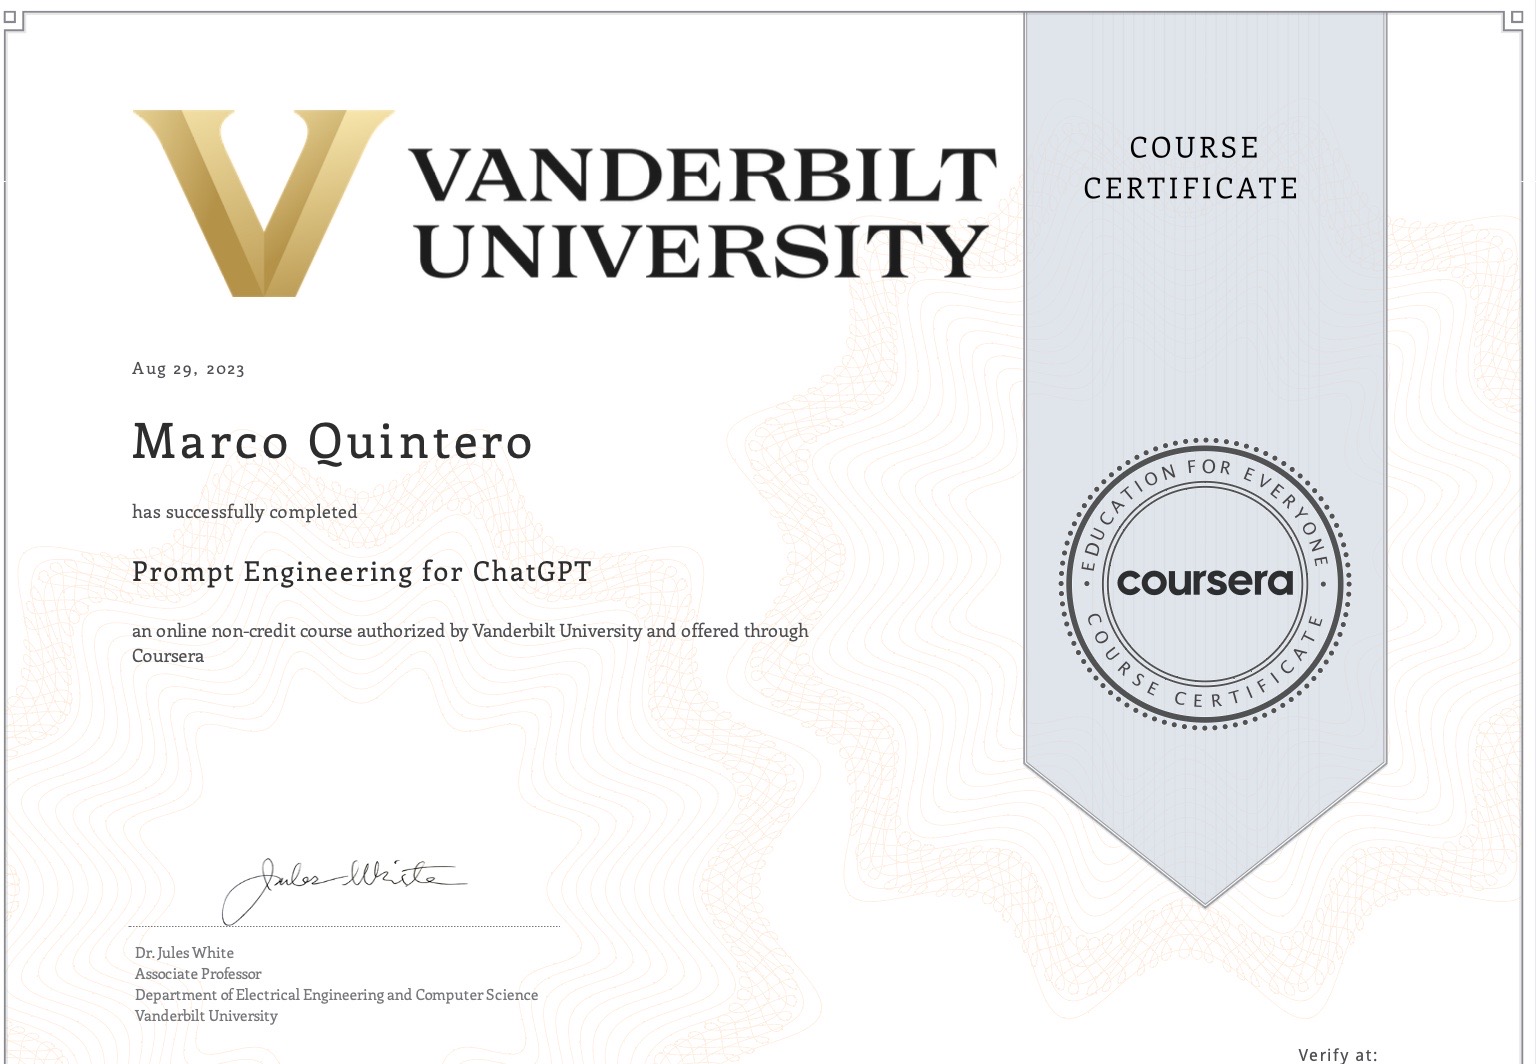 VANDERBILT
UNIVERSITY
COURSE
CERTIFICATE
Aug 29, 2023
Marco Quintero
has successfully completed
Prompt Engineering for ChatGPT
an online non-credit course authorized by Vanderbilt University and offered through
Coursera
EDUCATION FOR EVERYONE
coursera
COURSE CERTIFICATE
Jules White
Dr. Jules White
Associate Professor
Department of Electrical Engineering and Computer Science
Vanderbilt University
Verify at: